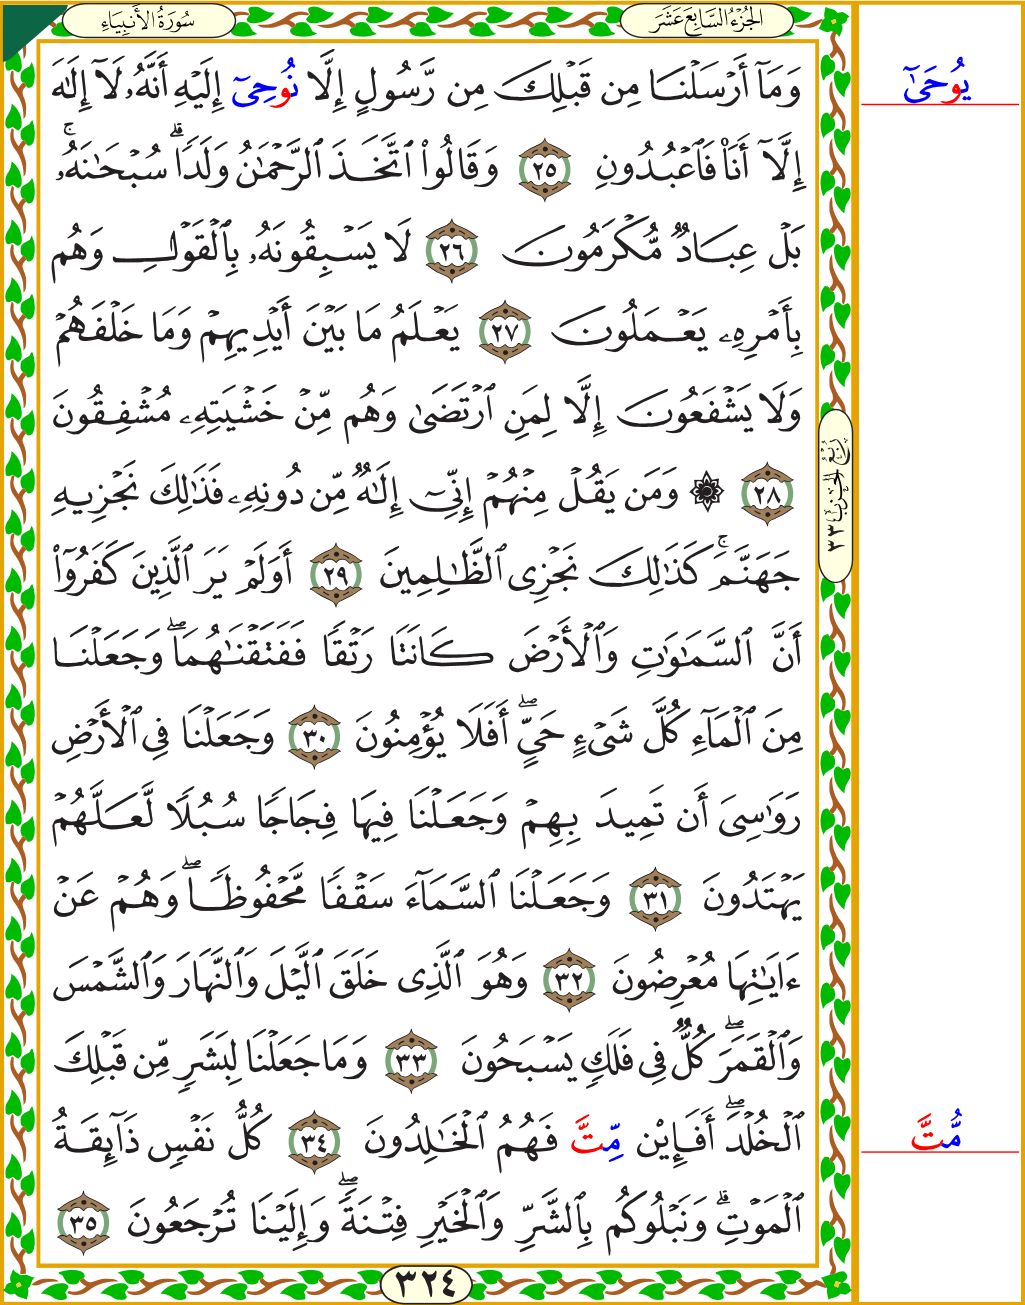 سُورَةُ الأَنبِيَاءِ
الجُزْءُ السَّابِعَ عَشَرَ
وَمَآ أَرْسَلْنَا مِن قَبْلِكَ مِن رَّسُولٍ إِلَّا نُوحِىٓ إِلَيْهِ أَنَّهُۥ لَآ إِلَٰهَ
إِلَّآ أَنَا۠ فَٱعْبُدُونِ ٢٥ وَقَالُوا۟ ٱتَّخَذَ ٱلرَّحْمَٰنُ وَلَدًا ۗ سُبْحَٰنَهُۥ ۚ
بَلْ عِبَادٌ مُّكْرَمُونَ ٢٦ لَا يَسْبِقُونَهُۥ بِٱلْقَوْلِ وَهُم
بِأَمْرِهِۦ يَعْمَلُونَ ٢٧ يَعْلَمُ مَا بَيْنَ أَيْدِيهِمْ وَمَا خَلْفَهُمْ
وَلَا يَشْفَعُونَ إِلَّا لِمَنِ ٱرْتَضَىٰ وَهُم مِّنْ خَشْيَتِهِۦ مُشْفِقُونَ
٢٨ ۞ وَمَن يَقُلْ مِنْهُمْ إِنِّىٓ إِلَٰهٌ مِّن دُونِهِۦ فَذَٰلِكَ نَجْزِيهِ
جَهَنَّمَ ۚ كَذَٰلِكَ نَجْزِى ٱلظَّٰلِمِينَ ٢٩ أَوَلَمْ يَرَ ٱلَّذِينَ كَفَرُوٓا۟
أَنَّ ٱلسَّمَٰوَٰتِ وَٱلْأَرْضَ كَانَتَا رَتْقًا فَفَتَقْنَٰهُمَا ۖ وَجَعَلْنَا
مِنَ ٱلْمَآءِ كُلَّ شَىْءٍ حَىٍّ ۖ أَفَلَا يُؤْمِنُونَ ٣٠ وَجَعَلْنَا فِى ٱلْأَرْضِ
رَوَٰسِىَ أَن تَمِيدَ بِهِمْ وَجَعَلْنَا فِيهَا فِجَاجًا سُبُلًا لَّعَلَّهُمْ
يَهْتَدُونَ ٣١ وَجَعَلْنَا ٱلسَّمَآءَ سَقْفًا مَّحْفُوظًا ۖ وَهُمْ عَنْ
ءَايَٰتِهَا مُعْرِضُونَ ٣٢ وَهُوَ ٱلَّذِى خَلَقَ ٱلَّيْلَ وَٱلنَّهَارَ وَٱلشَّمْسَ
وَٱلْقَمَرَ ۖ كُلٌّ فِى فَلَكٍ يَسْبَحُونَ ٣٣ وَمَا جَعَلْنَا لِبَشَرٍ مِّن قَبْلِكَ
ٱلْخُلْدَ ۖ أَفَإِي۟ن مِّتَّ فَهُمُ ٱلْخَٰلِدُونَ ٣٤ كُلُّ نَفْسٍ ذَآئِقَةُ
ٱلْمَوْتِ ۗ وَنَبْلُوكُم بِٱلشَّرِّ وَٱلْخَيْرِ فِتْنَةً ۖ وَإِلَيْنَا تُرْجَعُونَ ٣٥
٣٢٤
رُبْعُ الحِزْب ٣٣
يُوحَىٰٓ
مُّتَّ